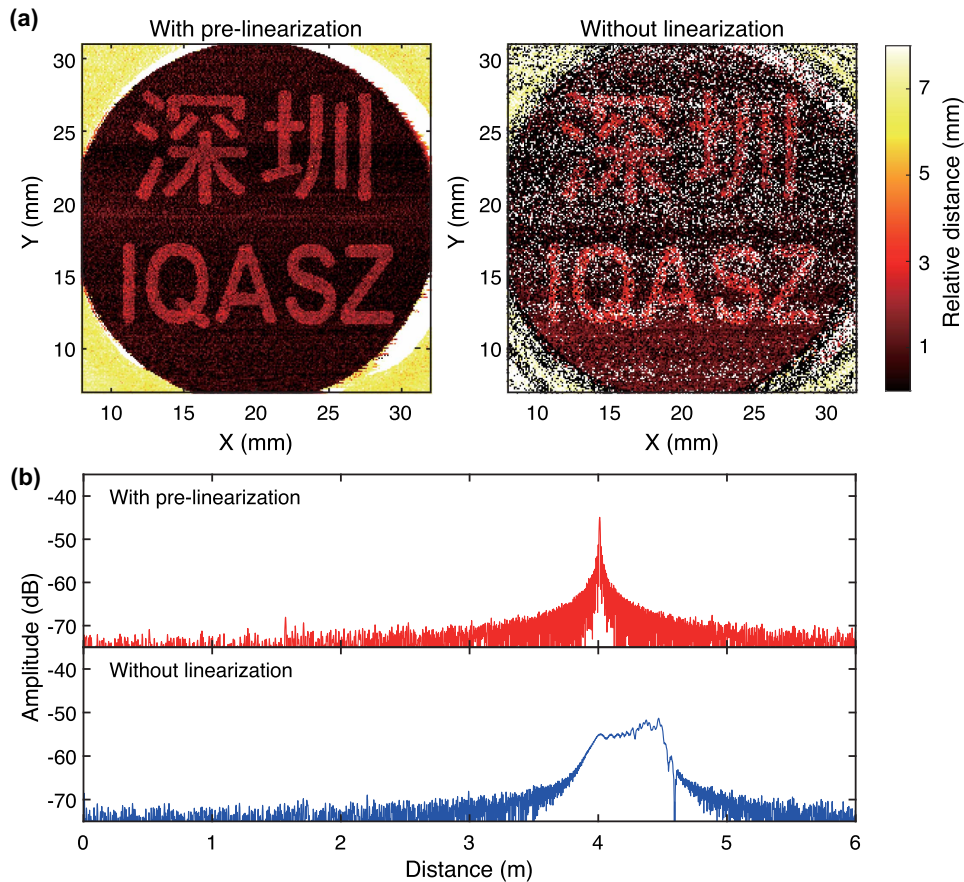 (a)
With pre-linearization
Without linearization
30
25
20
15
10
Y (mm)
深圳
IQASZ
10 15 20 25 30
X (mm)
30
25
20
15
10
Y (mm)
深圳
IQASZ
10 15 20 25 30
X (mm)
7
5
3
1
Relative distance (mm)
(b)
With pre-linearization
-40
-50
-60
-70
Amplitude (dB)
Without linearization
-40
-50
-60
-70
0 1 2 3 4 5 6
Distance (m)